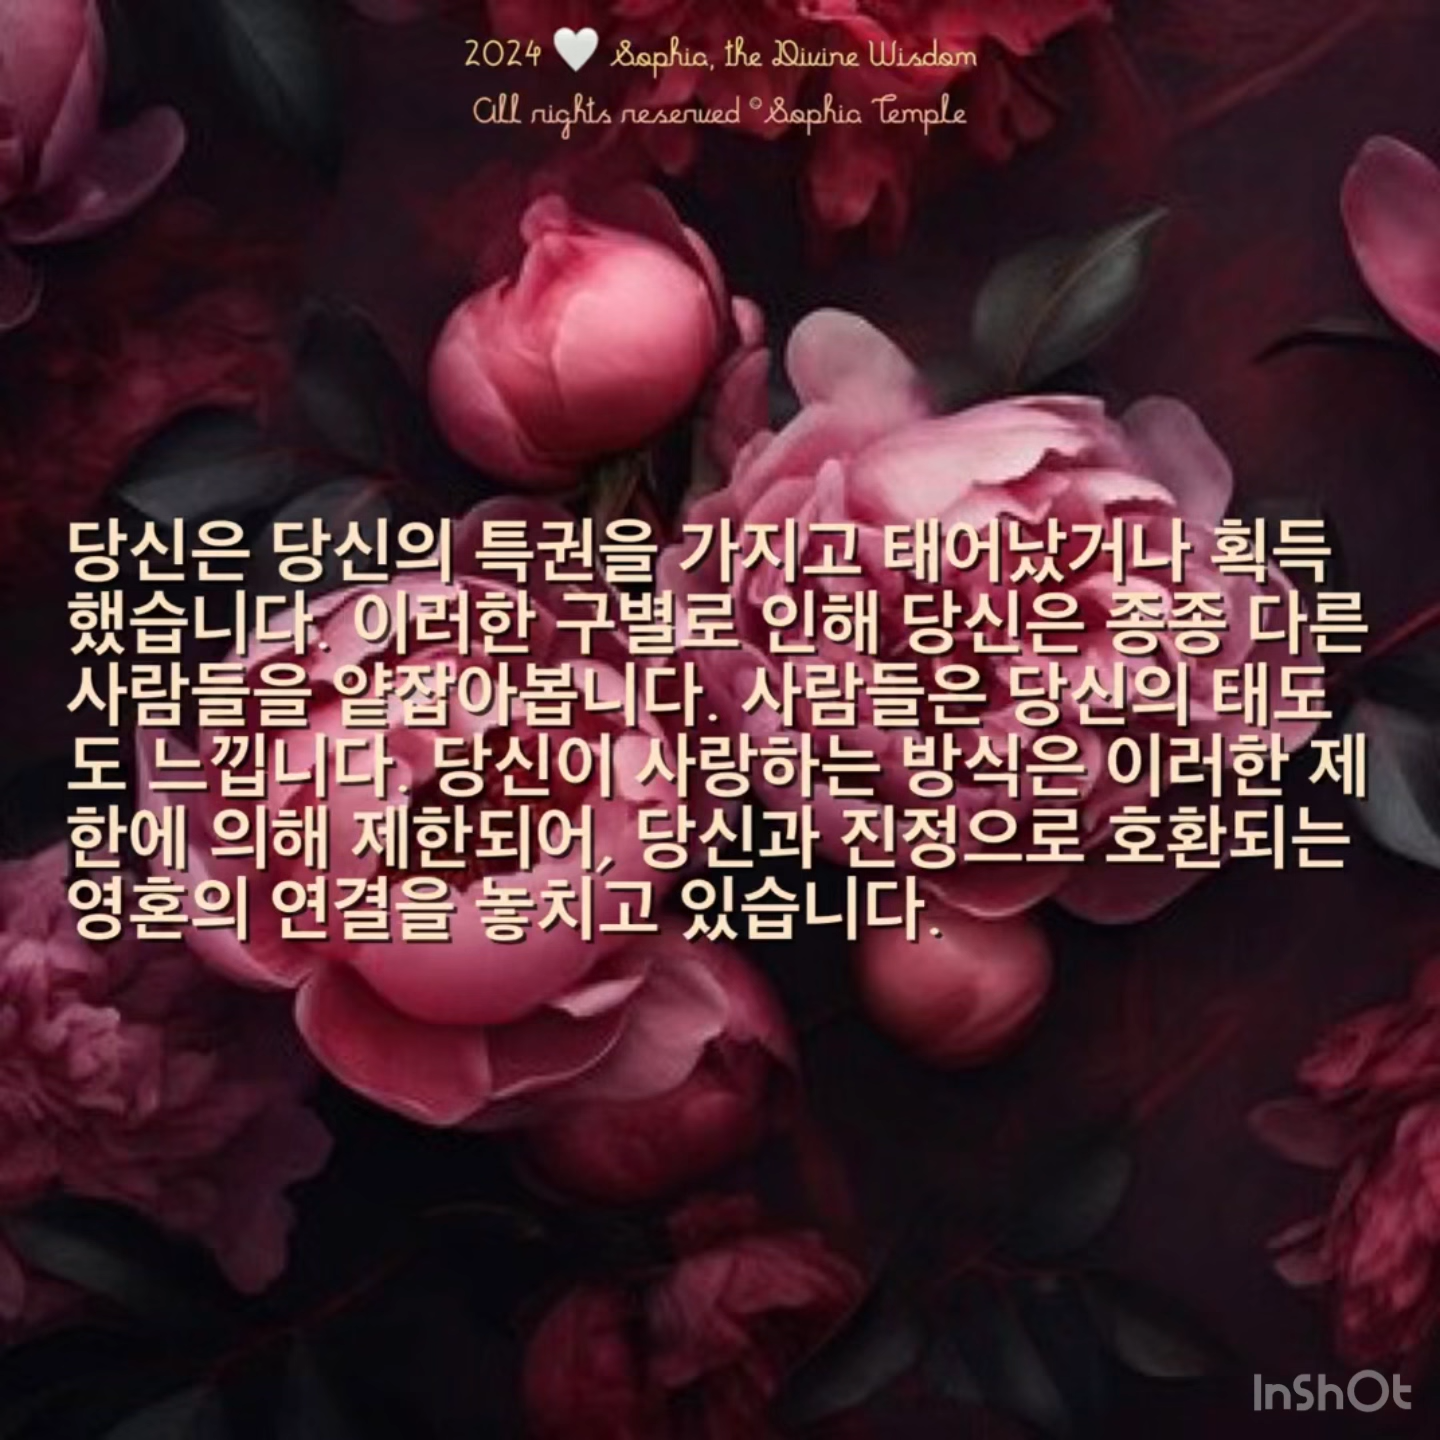 2024 🤍 Sophia, the Divine Wisdom
All rights reserved © Sophia Temple
당신은 당신의 특권을 가지고 태어났거나 획득
했습니다. 이러한 구별로 인해 당신은 종종 다른
사람들을 얕잡아봅니다. 사람들은 당신의 태도
도 느낍니다. 당신이 사랑하는 방식은 이러한 제
한에 의해 제한되어, 당신과 진정으로 호환되는
영혼의 연결을 놓치고 있습니다.
InShOt